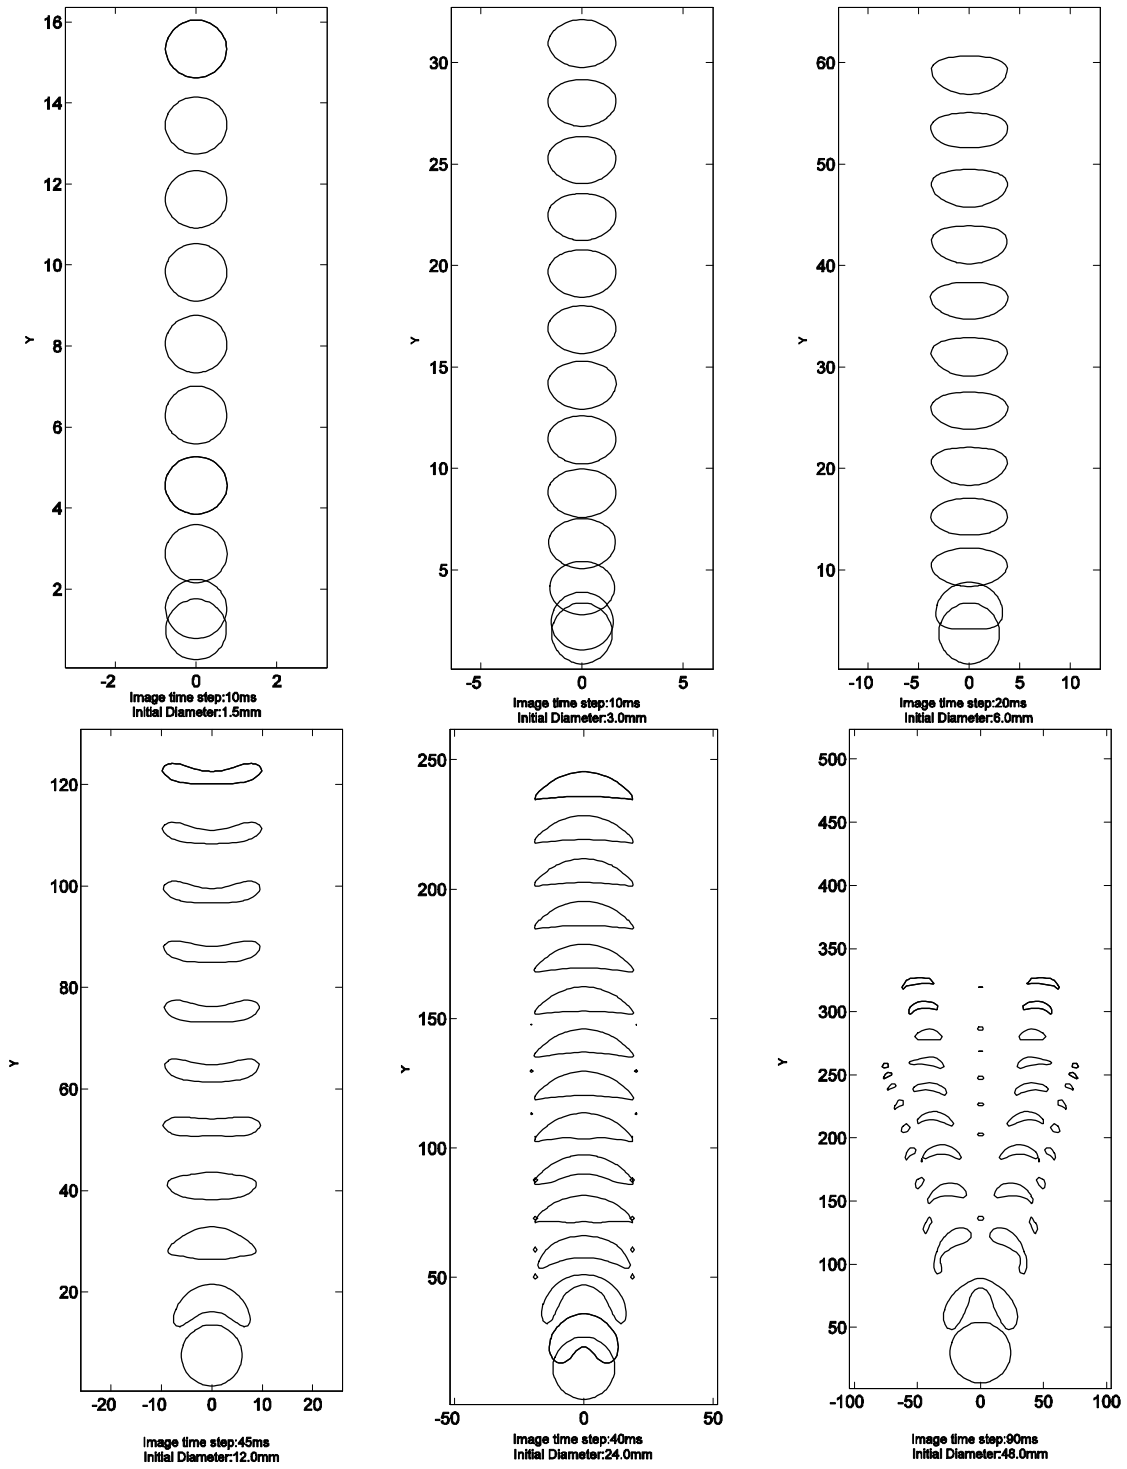 16
14
12
10
8
6
4
2
Y
-2 0 2
Image time step:10ms
Initial Diameter:1.5mm
30
25
20
15
10
5
Y
-5 0 5
Image time step:10ms
Initial Diameter:3.0mm
60
50
40
30
20
10
Y
-10 -5 0 5 10
Image time step:20ms
Initial Diameter:6.0mm
120
100
80
60
40
20
Y
-20 -10 0 10 20
Image time step:45ms
Initial Diameter:12.0mm
250
200
150
100
50
Y
-50 0 50
Image time step:40ms
Initial Diameter:24.0mm
500
450
400
350
300
250
200
150
100
50
Y
-100 -50 0 50 100
Image time step:90ms
Initial Diameter:48.0mm